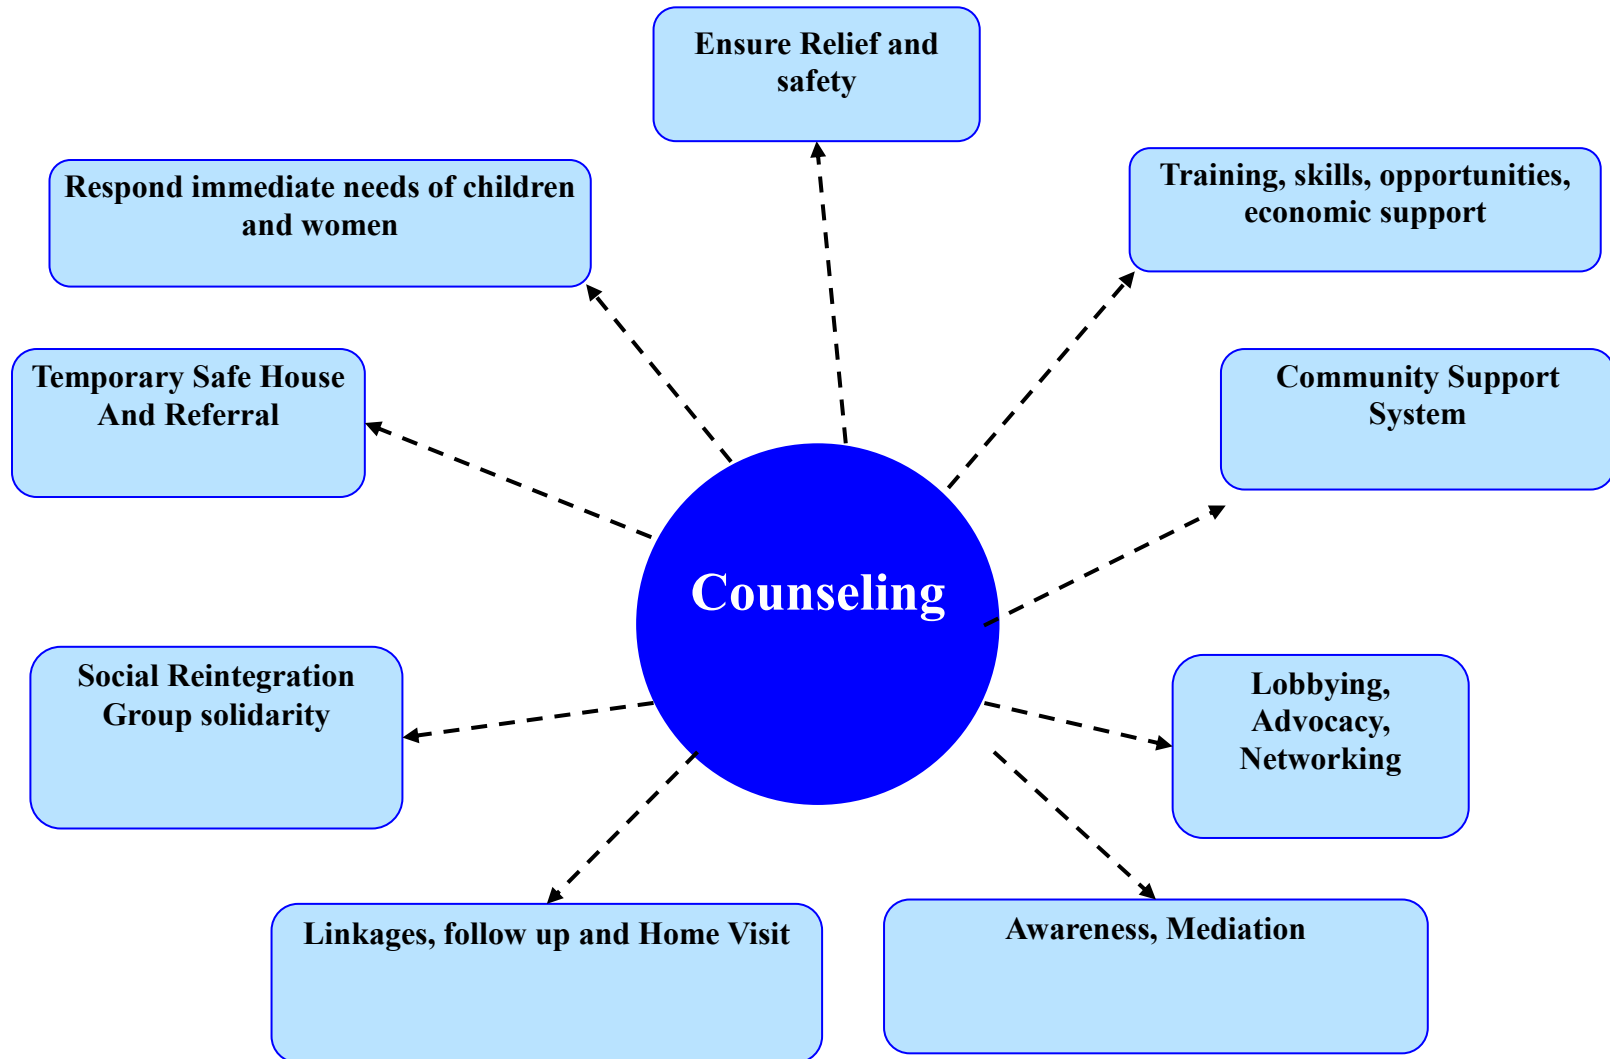 Ensure Relief and
safety
Respond immediate needs of children
and women
Training, skills, opportunities,
economic support
Temporary Safe House
And Referral
Community Support
System
Counseling
Social Reintegration
Group solidarity
Lobbying,
Advocacy,
Networking
Linkages, follow up and Home Visit
Awareness, Mediation